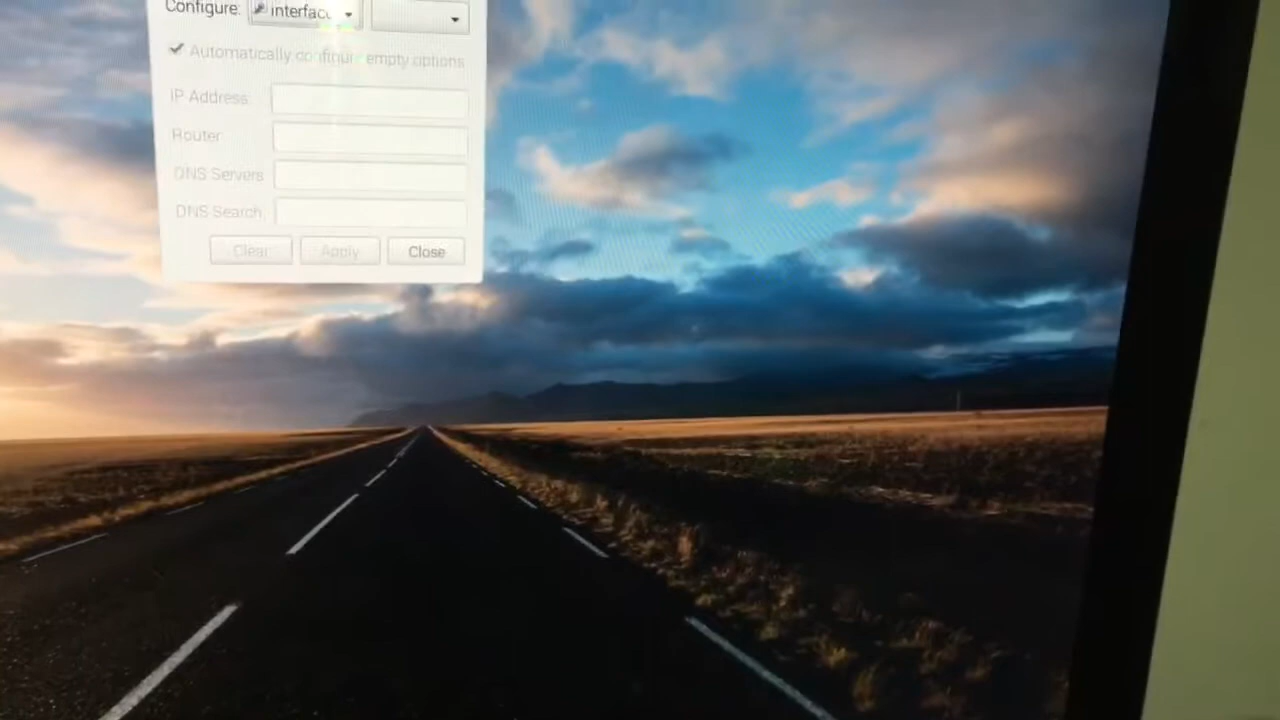 Configure: interface
Automatically configure empty options
IP Address:
Router:
DNS Servers:
DNS Search:
Clear Apply Close